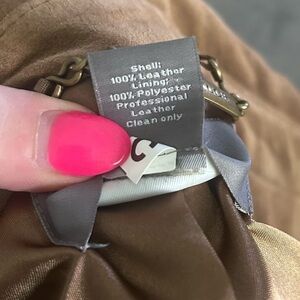 Shell:
100% Leather
Lining:
100% Polyester
Professional
Leather
Clean only